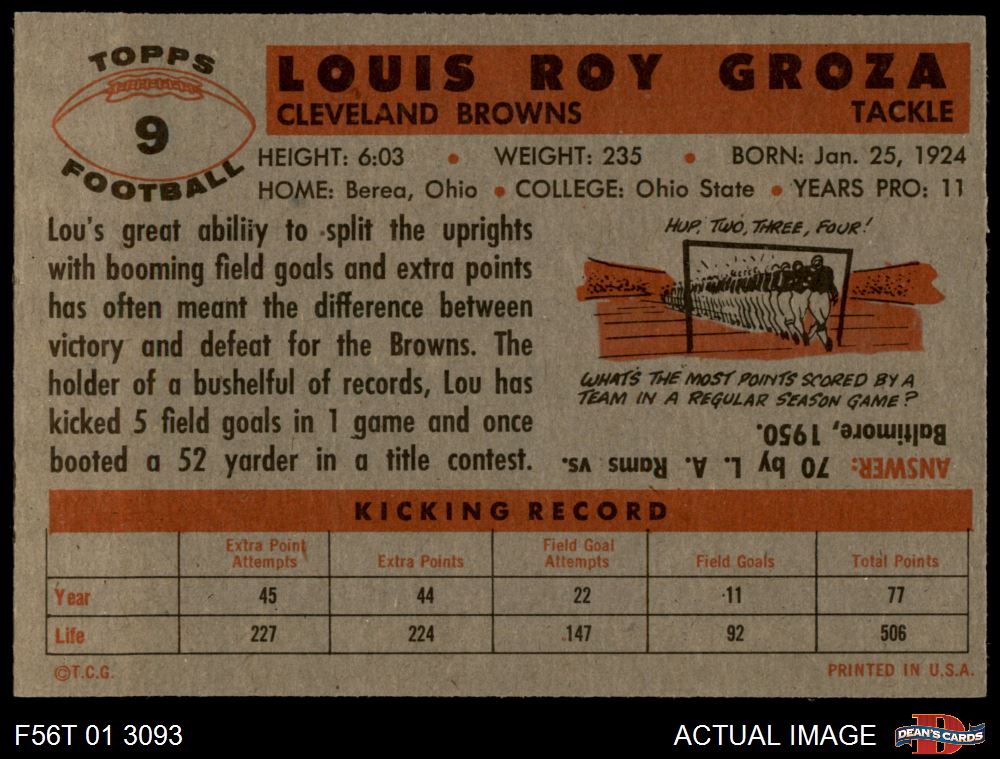 TOPPS
9
FOOTBALL
LOUIS ROY GROZA
CLEVELAND BROWNS TACKLE
HEIGHT: 6:03 • WEIGHT: 235 • BORN: Jan. 25, 1924
HOME: Berea, Ohio • COLLEGE: Ohio State • YEARS PRO: 11
Lou's great abiliiy to split the uprights
with booming field goals and extra points
has often meant the difference between
victory and defeat for the Browns. The
holder of a bushelful of records, Lou has
kicked 5 field goals in 1 game and once
booted a 52 yarder in a title contest.
HUP, TWO, THREE, FOUR!
WHAT'S THE MOST POINTS SCORED BY A
TEAM IN A REGULAR SEASON GAME?
ANSWER: 70 by L. A. Rams vs.
Baltimore, 1950.
KICKING RECORD
Extra Point Attempts Extra Points Field Goal Attempts Field Goals Total Points
Year 45 44 22 11 77
Life 227 224 147 92 506
©T.C.G. PRINTED IN U.S.A.
F56T 01 3093 ACTUAL IMAGE D DEAN'S CARDS